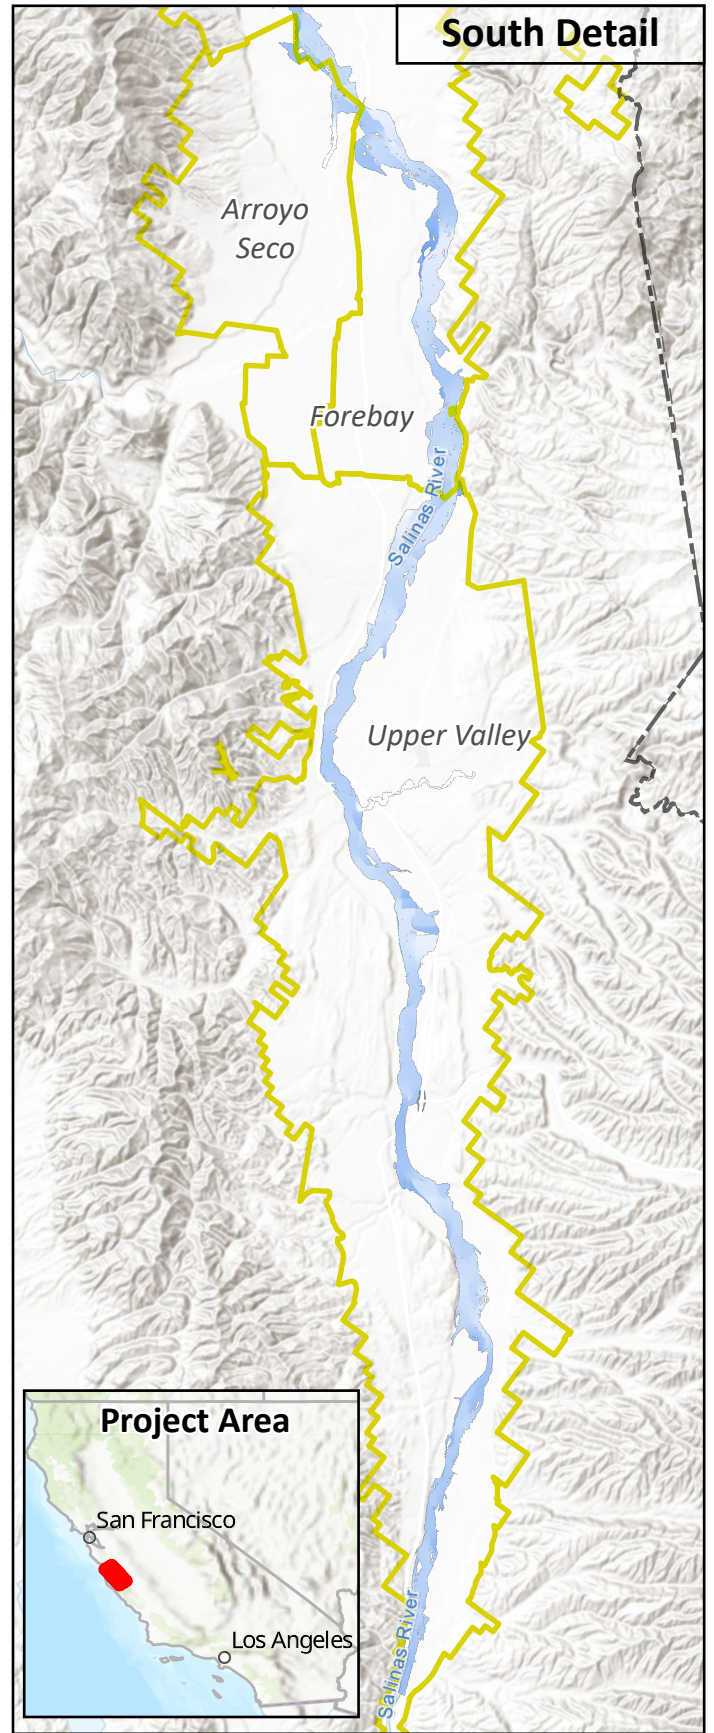 South Detail
Arroyo
Seco
Forebay
Salinas River
Upper Valley
Project Area
San Francisco
Los Angeles
Salinas River